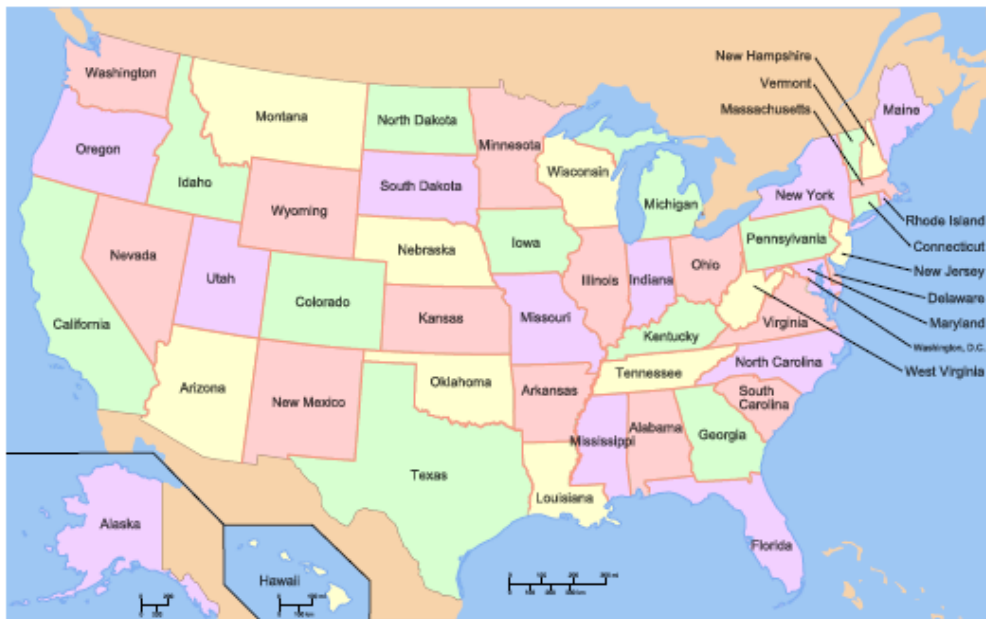 New Hampshire
Vermont
Massachusetts
Washington
Montana
North Dakota
Minnesota
Maine
Oregon
Idaho
South Dakota
Wisconsin
Michigan
New York
Wyoming
Rhode Island
Nebraska
Iowa
Pennsylvania
Connecticut
Nevada
Utah
Colorado
Illinois
Indiana
Ohio
New Jersey
California
Kansas
Missouri
Kentucky
Virginia
Delaware
Maryland
Washington, D.C.
West Virginia
Arizona
New Mexico
Oklahoma
Arkansas
Tennessee
North Carolina
South
Carolina
Mississippi
Alabama
Georgia
Texas
Louisiana
Alaska
Hawaii
Florida